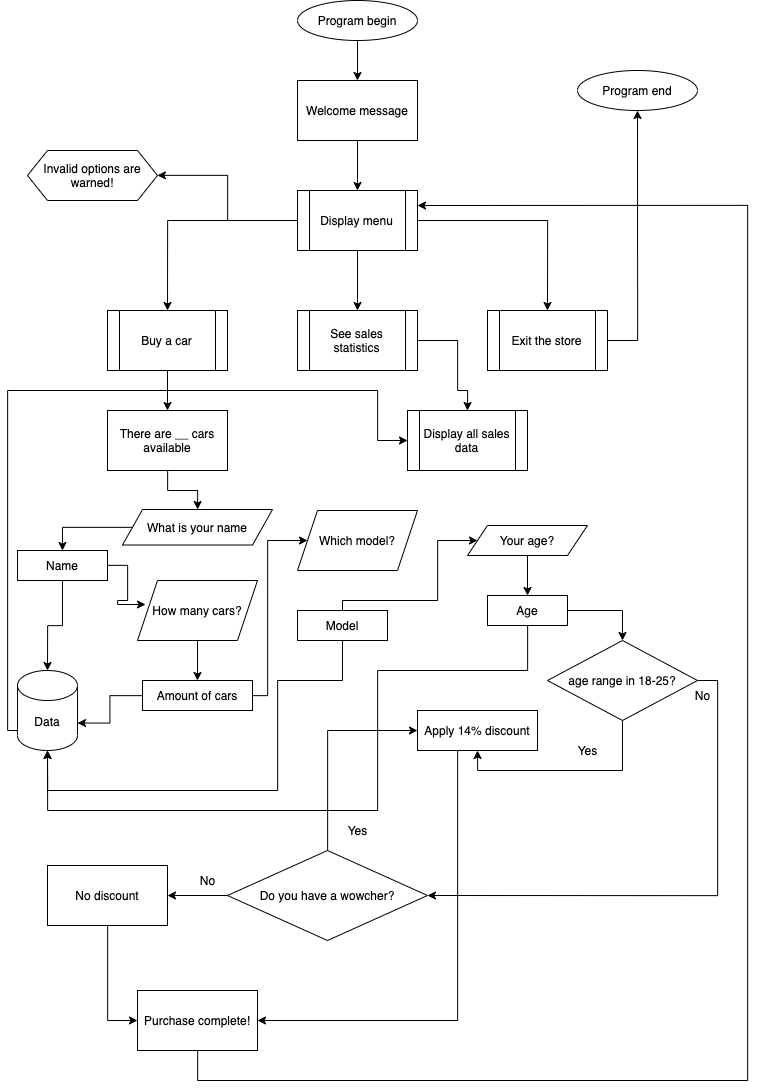 Program begin
Program end
Welcome message
Invalid options are
warned!
Display menu
Buy a car
See sales
statistics
Exit the store
There are __ cars
available
Display all sales
data
What is your name
Which model?
Your age?
Name
How many cars?
Model
Age
Amount of cars
age range in 18-25?
No
Data
Apply 14% discount
Yes
Yes
No
No discount
Do you have a wowcher?
Purchase complete!